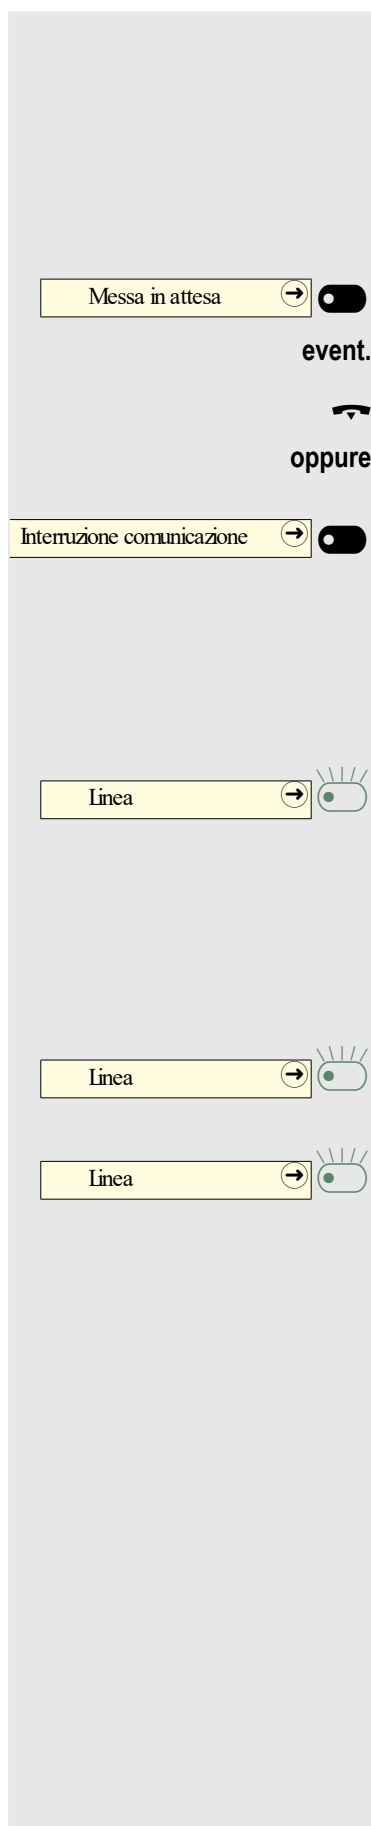 Messa in attesa
event.
oppure
Interruzione comunicazione
Linea
Linea
Linea